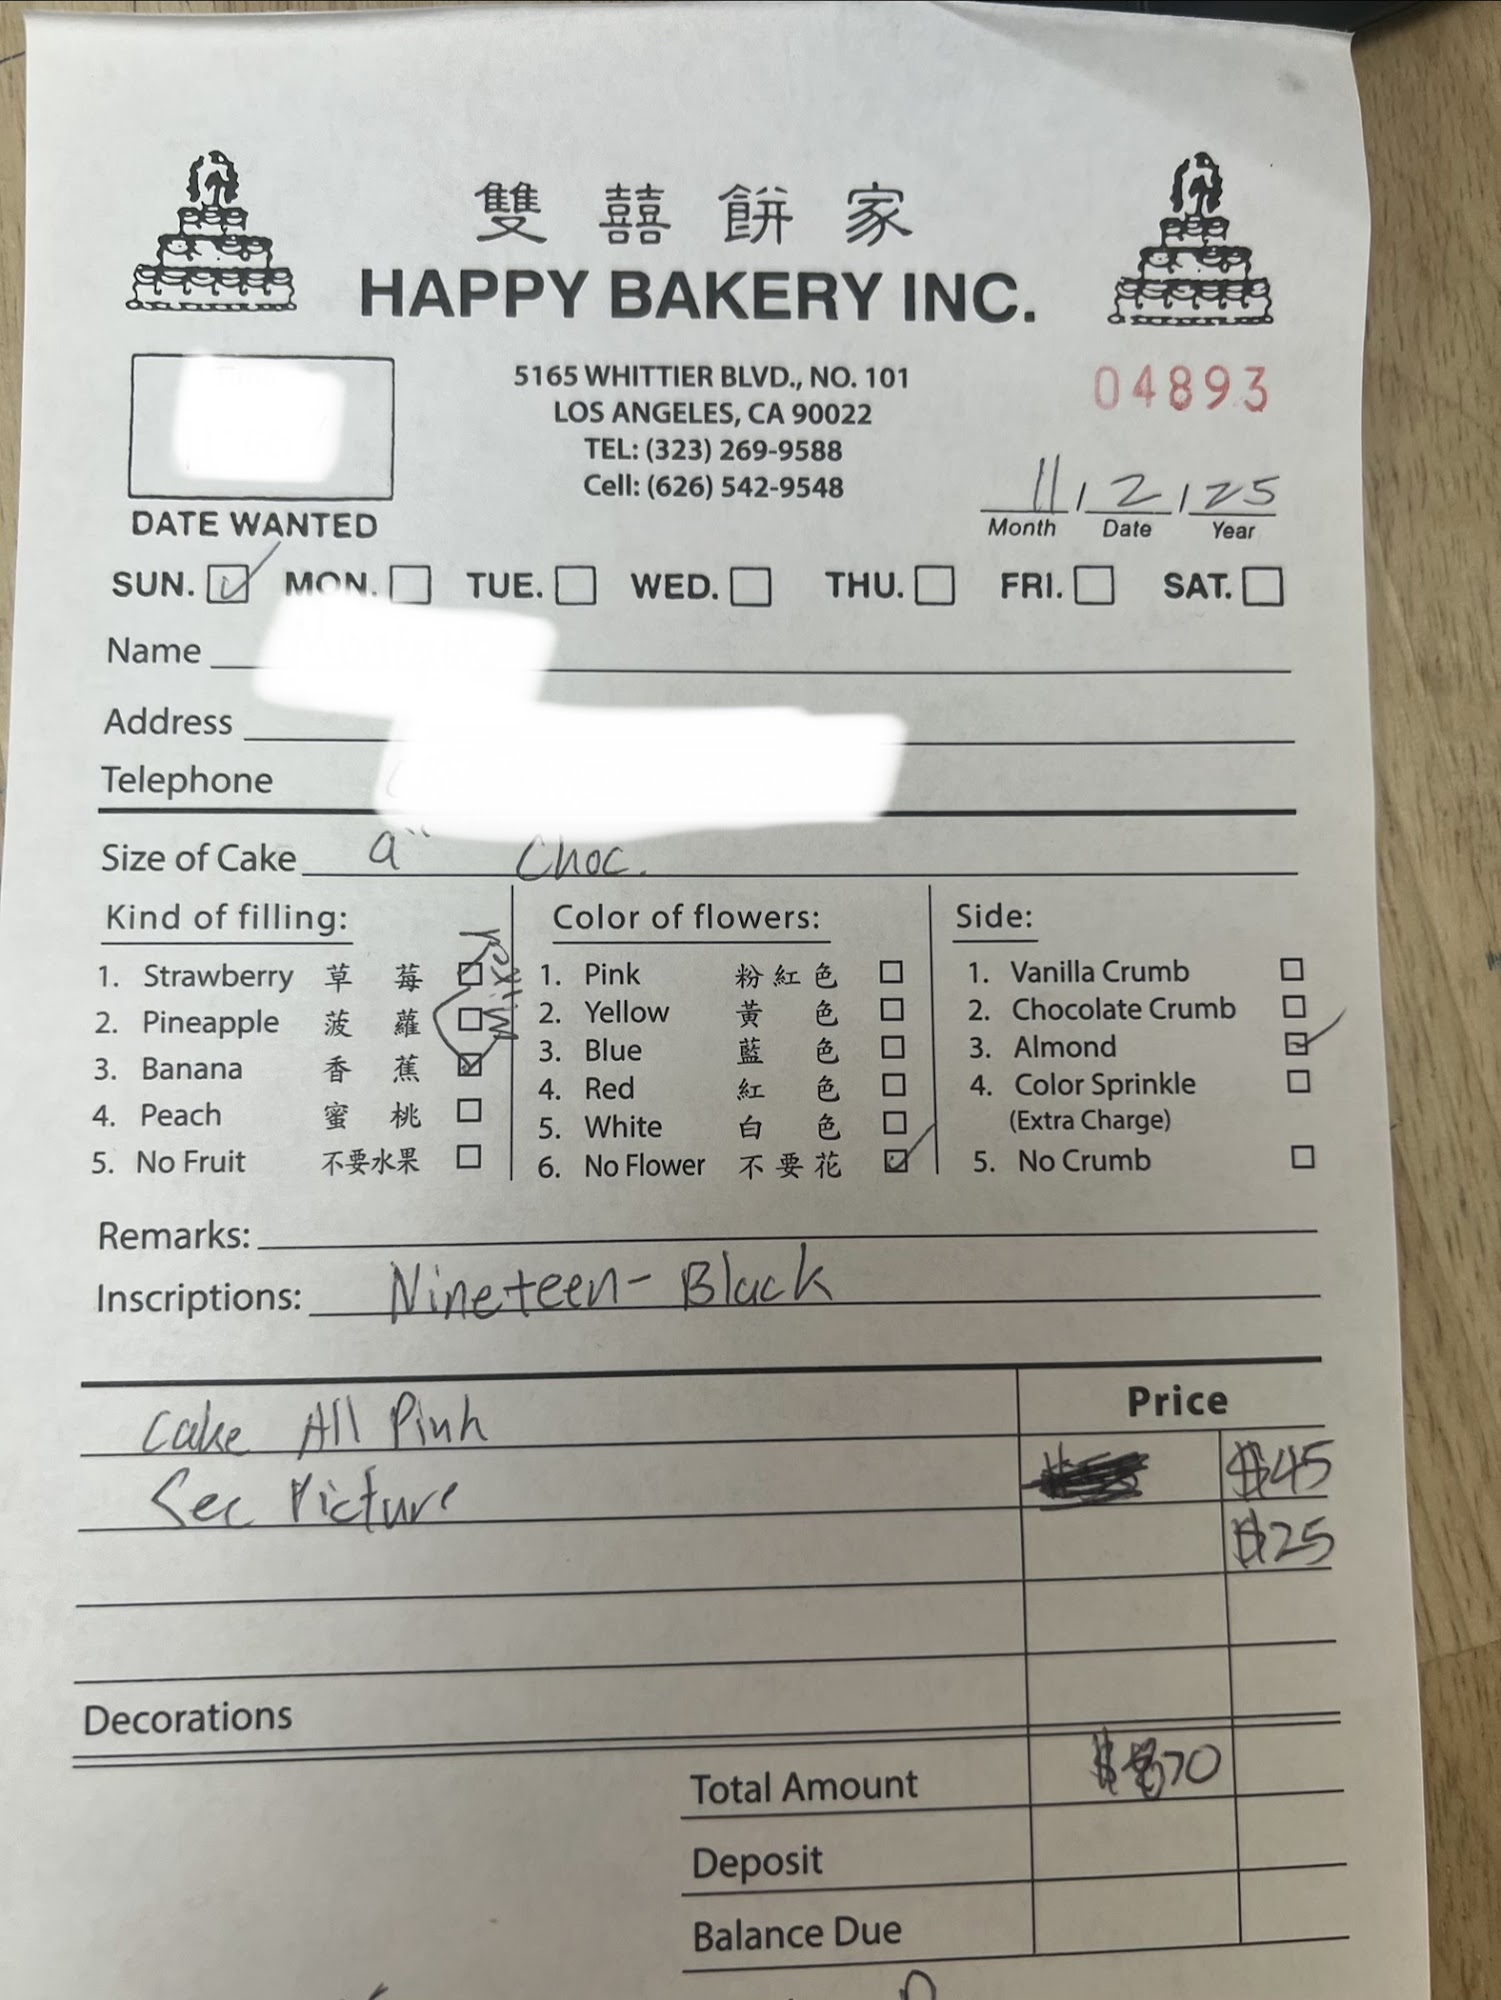 雙囍餅家
HAPPY BAKERY INC.
5165 WHITTIER BLVD., NO. 101
LOS ANGELES, CA 90022
TEL: (323) 269-9588
Cell: (626) 542-9548
04893
11 / 2 / 25
Month Date Year
DATE WANTED
SUN. MON. TUE. WED. THU. FRI. SAT.
Name
Address
Telephone
Size of Cake 9" Choc.
Kind of filling:
1. Strawberry 草莓
2. Pineapple 菠蘿
3. Banana 香蕉
4. Peach 蜜桃
5. No Fruit 不要水果
Color of flowers:
1. Pink 粉紅色
2. Yellow 黃色
3. Blue 藍色
4. Red 紅色
5. White 白色
6. No Flower 不要花
Side:
1. Vanilla Crumb
2. Chocolate Crumb
3. Almond
4. Color Sprinkle
(Extra Charge)
5. No Crumb
Remarks:
Inscriptions: Nineteen - Black
Price
Cake All Pink
See Picture $45
$25
Decorations
Total Amount $70
Deposit
Balance Due